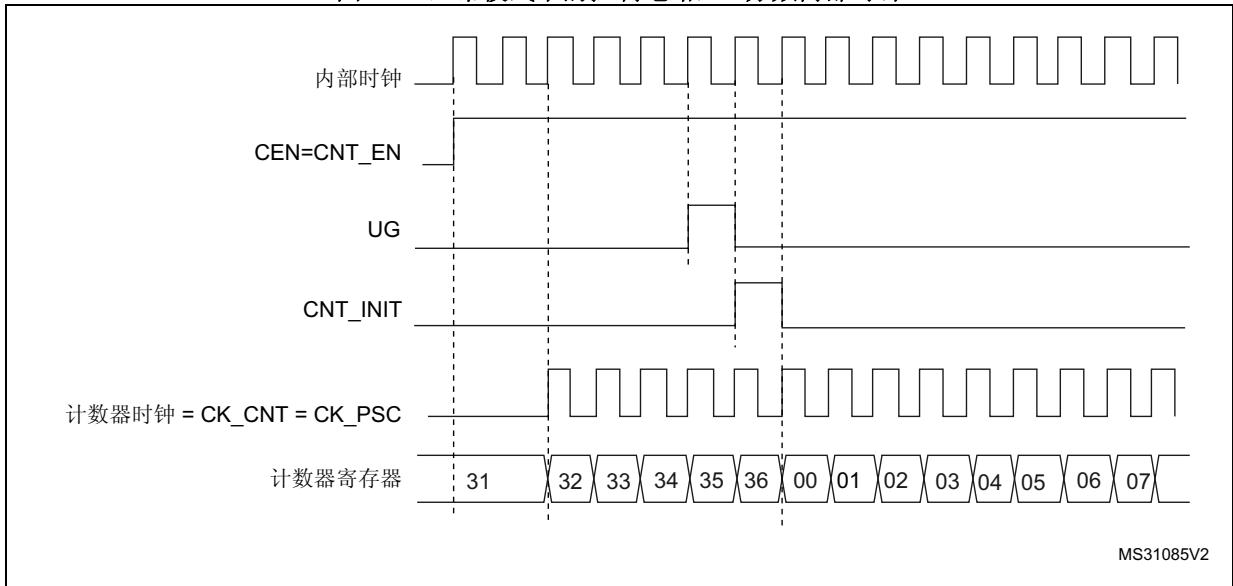 内部时钟
CEN=CNT_EN
UG
CNT_INIT
计数器时钟 = CK_CNT = CK_PSC
计数器寄存器 31 32 33 34 35 36 00 01 02 03 04 05 06 07
MS31085V2